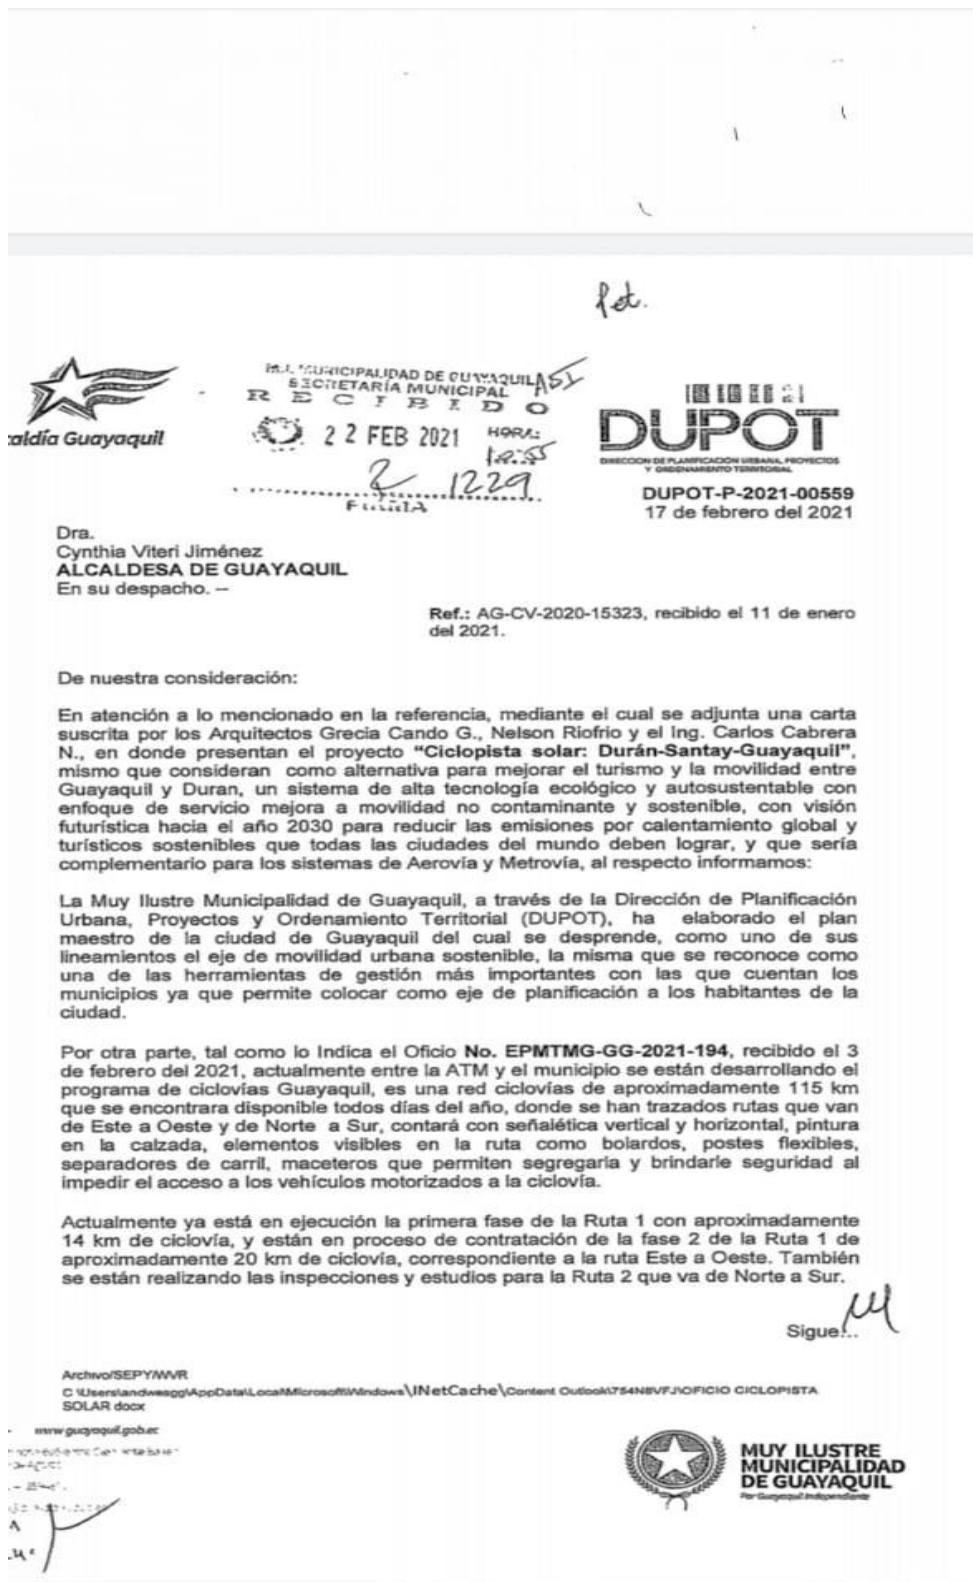 Pet.
aldía Guayaquil
M.I. MUNICIPALIDAD DE GUAYAQUIL
SECRETARÍA MUNICIPAL
RECIBIDO
22 FEB 2021 HORA:
1229
DUPOT
DIRECCION DE PLANIFICACIÓN URBANA, PROYECTOS
Y ORDENAMIENTO TERRITORIAL
DUPOT-P-2021-00559
17 de febrero del 2021
Dra.
Cynthia Viteri Jiménez
ALCALDESA DE GUAYAQUIL
En su despacho. –
Ref.: AG-CV-2020-15323, recibido el 11 de enero
del 2021.
De nuestra consideración:
En atención a lo mencionado en la referencia, mediante el cual se adjunta una carta
suscrita por los Arquitectos Grecia Cando G., Nelson Riofrio y el Ing. Carlos Cabrera
N., en donde presentan el proyecto "Ciclopista solar: Durán-Santay-Guayaquil",
mismo que consideran como alternativa para mejorar el turismo y la movilidad entre
Guayaquil y Duran, un sistema de alta tecnología ecológico y autosustentable con
enfoque de servicio mejora a movilidad no contaminante y sostenible, con visión
futurística hacia el año 2030 para reducir las emisiones por calentamiento global y
turísticos sostenibles que todas las ciudades del mundo deben lograr, y que sería
complementario para los sistemas de Aerovía y Metrovía, al respecto informamos:
La Muy Ilustre Municipalidad de Guayaquil, a través de la Dirección de Planificación
Urbana, Proyectos y Ordenamiento Territorial (DUPOT), ha elaborado el plan
maestro de la ciudad de Guayaquil del cual se desprende, como uno de sus
lineamientos el eje de movilidad urbana sostenible, la misma que se reconoce como
una de las herramientas de gestión más importantes con las que cuentan los
municipios ya que permite colocar como eje de planificación a los habitantes de la
ciudad.
Por otra parte, tal como lo Indica el Oficio No. EPMTMG-GG-2021-194, recibido el 3
de febrero del 2021, actualmente entre la ATM y el municipio se están desarrollando el
programa de ciclovías Guayaquil, es una red ciclovías de aproximadamente 115 km
que se encontrara disponible todos días del año, donde se han trazados rutas que van
de Este a Oeste y de Norte a Sur, contará con señalética vertical y horizontal, pintura
en la calzada, elementos visibles en la ruta como bolardos, postes flexibles,
separadores de carril, maceteros que permiten segregarla y brindarle seguridad al
impedir el acceso a los vehículos motorizados a la ciclovía.
Actualmente ya está en ejecución la primera fase de la Ruta 1 con aproximadamente
14 km de ciclovía, y están en proceso de contratación de la fase 2 de la Ruta 1 de
aproximadamente 20 km de ciclovía, correspondiente a la ruta Este a Oeste. También
se están realizando las inspecciones y estudios para la Ruta 2 que va de Norte a Sur.
Sigue...
Archivo/SEPY/WVR
C:\Users\andwesgg\AppData\Local\Microsoft\Windows\INetCache\Content Outlook\754N8VFJ\OFICIO CICLOPISTA
SOLAR docx
www.guayaquil.gob.ec
MUY ILUSTRE
MUNICIPALIDAD
DE GUAYAQUIL
Por Guayaquil Independiente